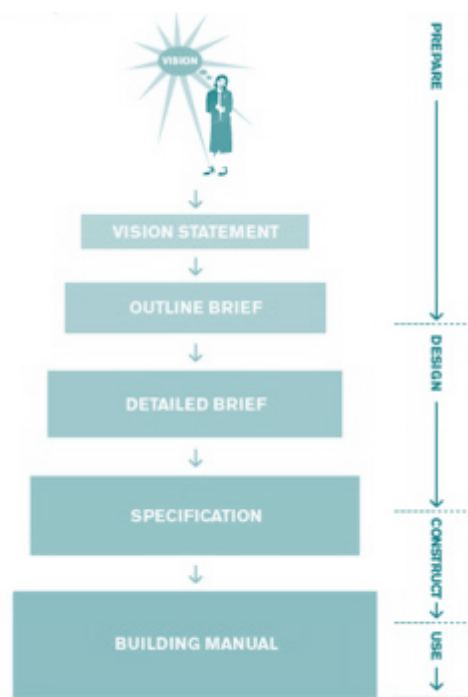 VISION
VISION STATEMENT
OUTLINE BRIEF
DETAILED BRIEF
SPECIFICATION
BUILDING MANUAL
PREPARE
DESIGN
CONSTRUCT
USE